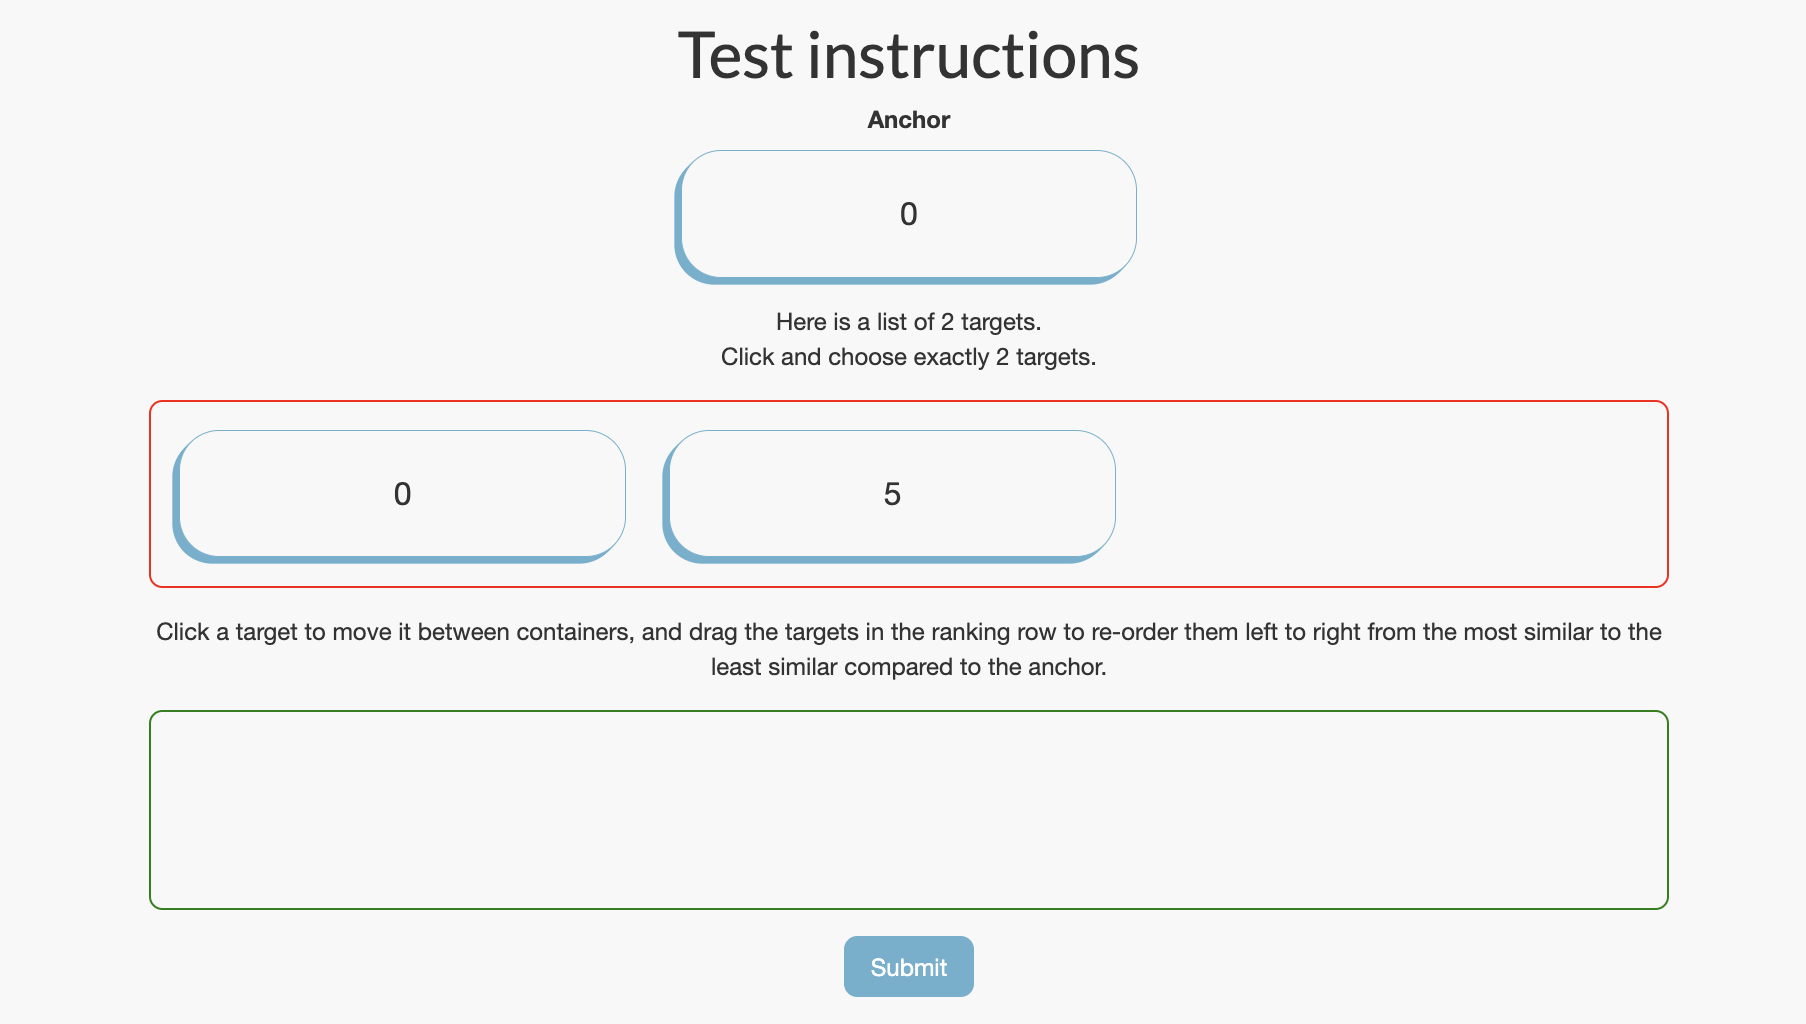 Test instructions
Anchor
0
Here is a list of 2 targets.
Click and choose exactly 2 targets.
0
5
Click a target to move it between containers, and drag the targets in the ranking row to re-order them left to right from the most similar to the
least similar compared to the anchor.
Submit